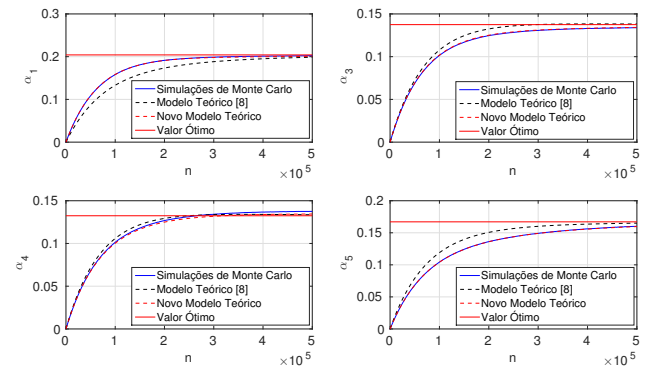 0.3
0.2
0.1
0
α1
0 1 2 3 4 5
n
×10^5
Simulações de Monte Carlo
Modelo Teórico [8]
Novo Modelo Teórico
Valor Ótimo
0.15
0.1
0.05
0
α3
0 1 2 3 4 5
n
×10^5
Simulações de Monte Carlo
Modelo Teórico [8]
Novo Modelo Teórico
Valor Ótimo
0.15
0.1
0.05
0
α4
0 1 2 3 4 5
n
×10^5
Simulações de Monte Carlo
Modelo Teórico [8]
Novo Modelo Teórico
Valor Ótimo
0.2
0.15
0.1
0.05
0
α5
0 1 2 3 4 5
n
×10^5
Simulações de Monte Carlo
Modelo Teórico [8]
Novo Modelo Teórico
Valor Ótimo